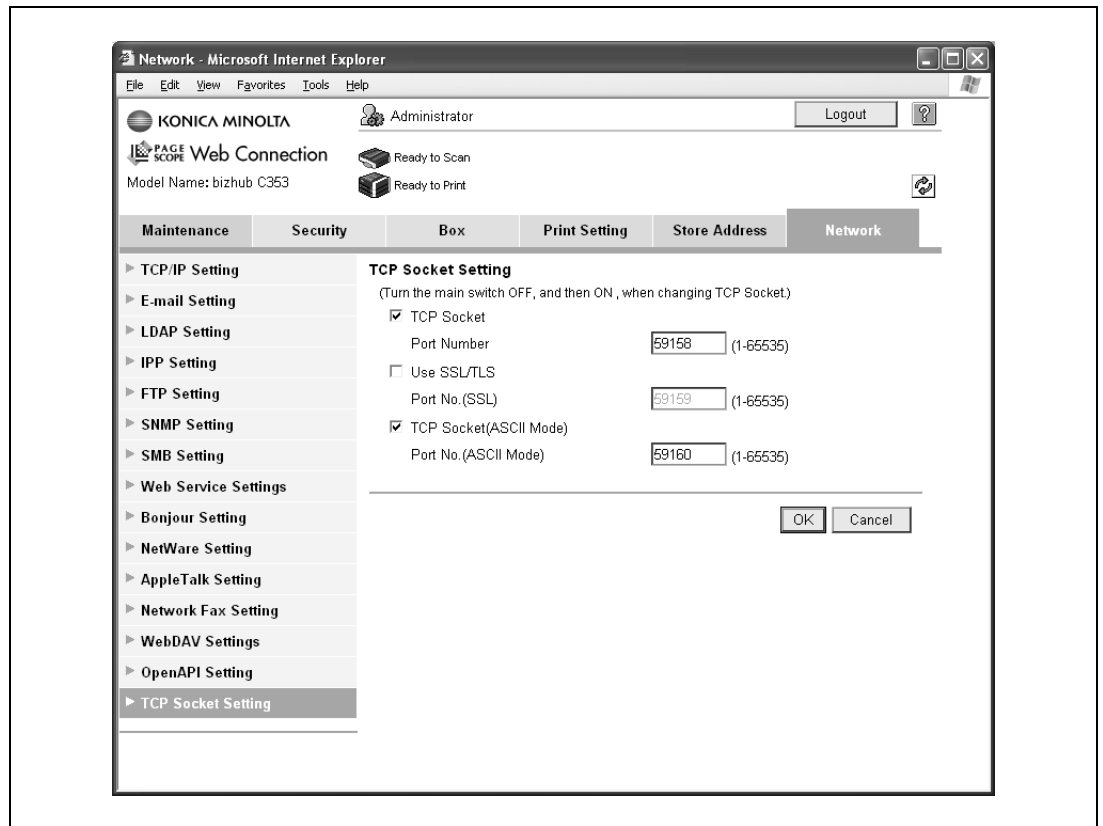 Network - Microsoft Internet Explorer
File Edit View Favorites Tools Help
KONICA MINOLTA
Administrator
Logout
?
PAGE SCOPE Web Connection
Ready to Scan
Model Name: bizhub C353
Ready to Print
Maintenance Security Box Print Setting Store Address Network
TCP/IP Setting
E-mail Setting
LDAP Setting
IPP Setting
FTP Setting
SNMP Setting
SMB Setting
Web Service Settings
Bonjour Setting
NetWare Setting
AppleTalk Setting
Network Fax Setting
WebDAV Settings
OpenAPI Setting
TCP Socket Setting
TCP Socket Setting
(Turn the main switch OFF, and then ON , when changing TCP Socket.)
TCP Socket
Port Number 59158 (1-65535)
Use SSL/TLS
Port No.(SSL) 59159 (1-65535)
TCP Socket(ASCII Mode)
Port No.(ASCII Mode) 59160 (1-65535)
OK Cancel